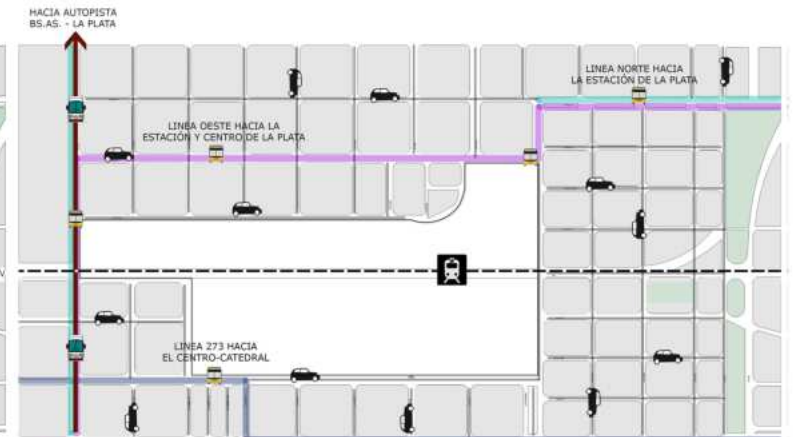 HACIA AUTOPISTA
BS.AS. - LA PLATA
LINEA NORTE HACIA
LA ESTACIÓN DE LA PLATA
LINEA OESTE HACIA LA
ESTACIÓN Y CENTRO DE LA PLATA
LINEA 273 HACIA
EL CENTRO-CATEDRAL